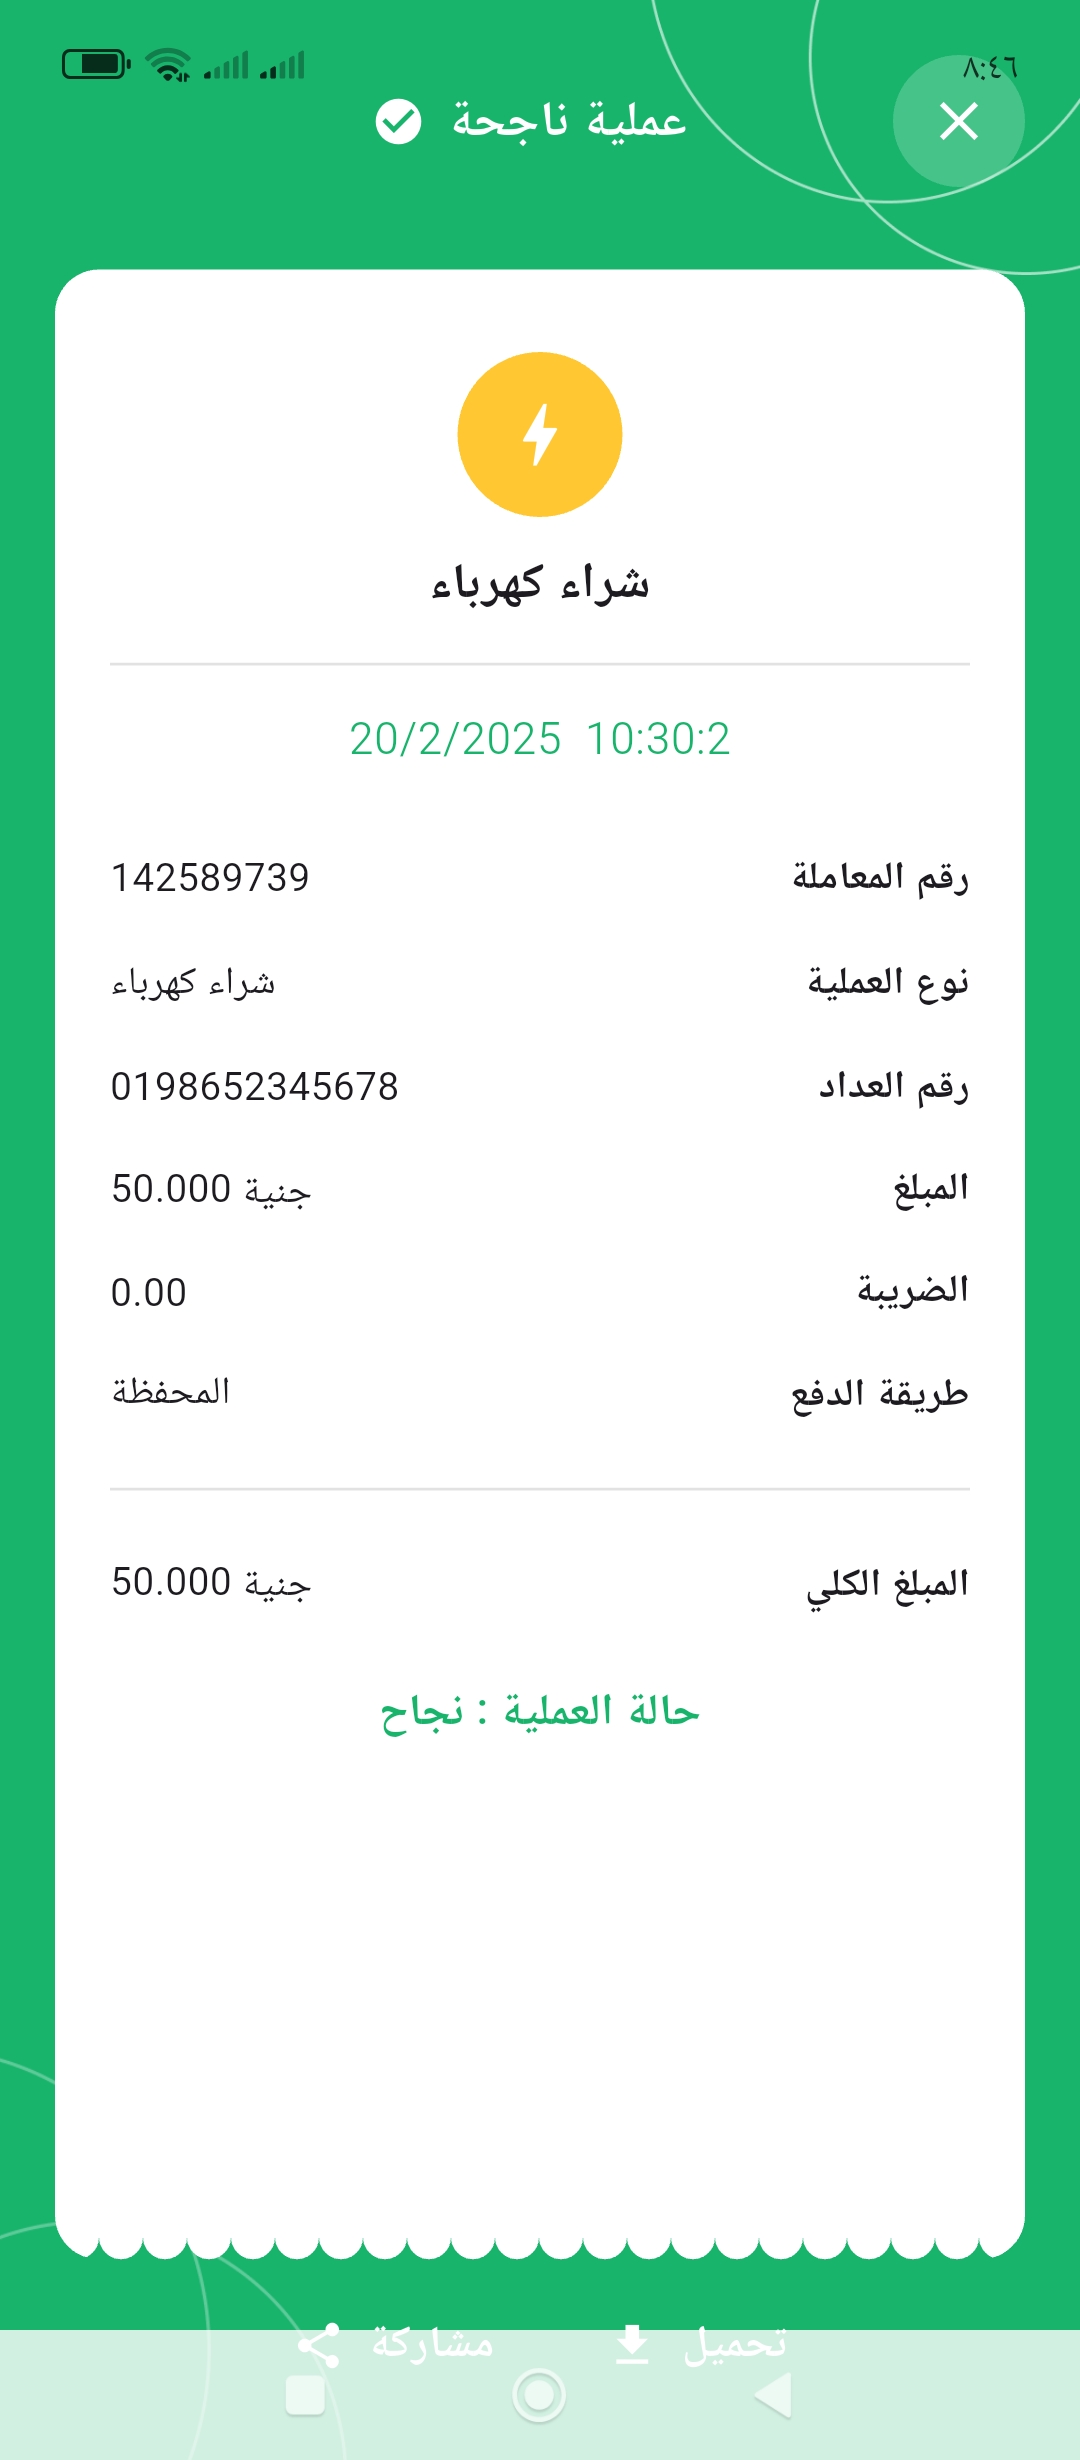 ٨:٤٦
عملية ناجحة
شراء كهرباء
20/2/2025 10:30:2
رقم المعاملة 142589739
نوع العملية شراء كهرباء
رقم العداد 0198652345678
المبلغ 50.000 جنية
الضريبة 0.00
طريقة الدفع المحفظة
المبلغ الكلي 50.000 جنية
حالة العملية : نجاح
تحميل مشاركة